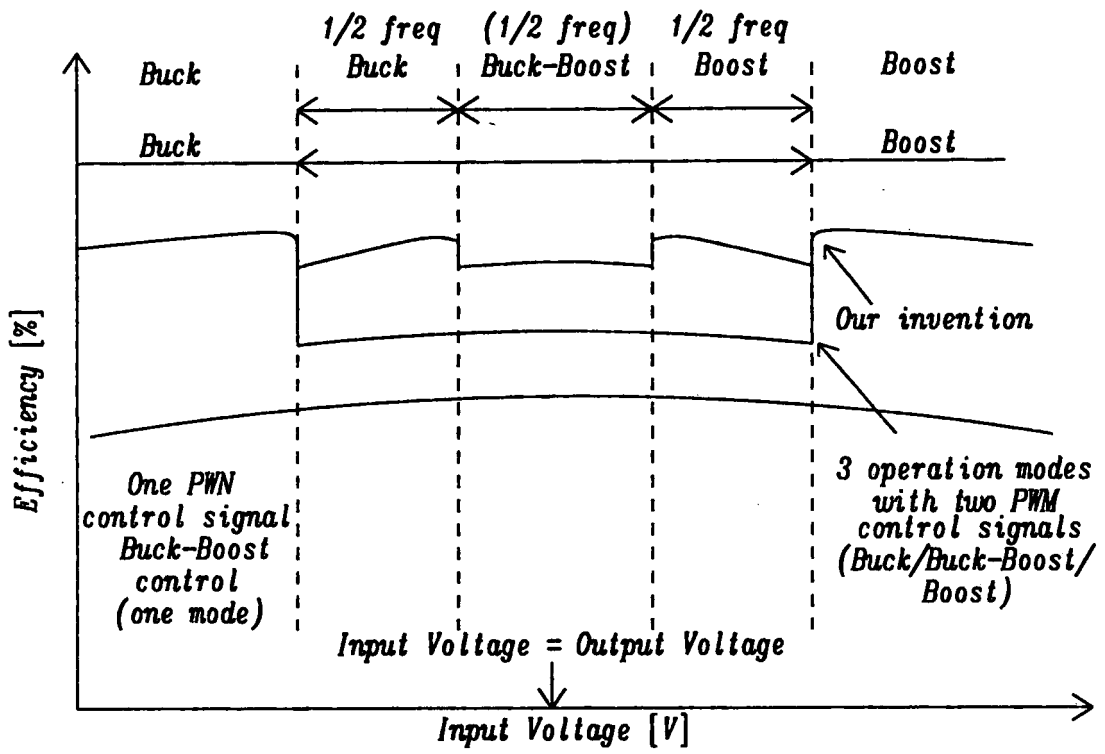 1/2 freq (1/2 freq) 1/2 freq
Buck Buck Buck-Boost Boost Boost
Buck Boost
Efficiency [%]
Our invention
One PWN
control signal
Buck-Boost
control
(one mode)
3 operation modes
with two PWM
control signals
(Buck/Buck-Boost/
Boost)
Input Voltage = Output Voltage
Input Voltage [V]